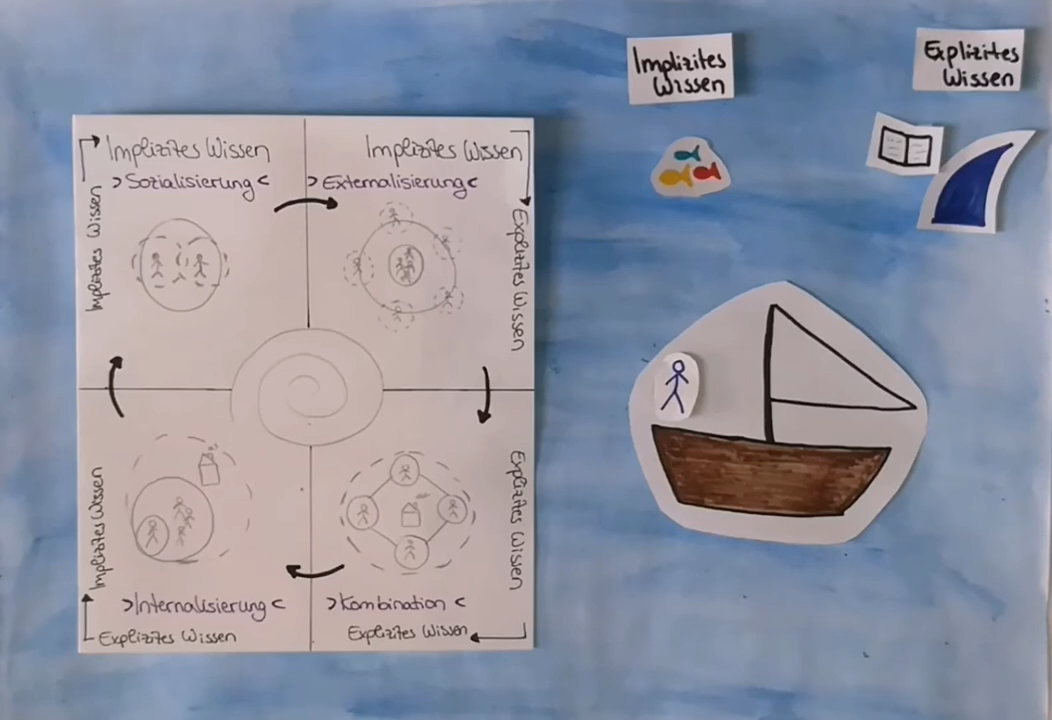 Implizites
Wissen
Explizites
Wissen
Implizites Wissen
>Sozialisierung<
Implizites Wissen
Implizites Wissen
>Externalisierung<
Explizites Wissen
Implizites Wissen
>Internalisierung<
Explizites Wissen
Explizites Wissen
>Kombination<
Explizites Wissen